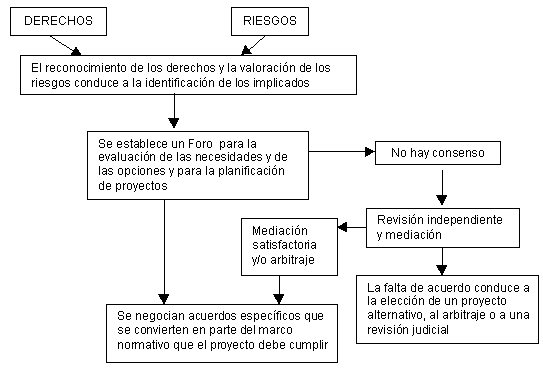 DERECHOS
RIESGOS
El reconocimiento de los derechos y la valoración de los
riesgos conduce a la identificación de los implicados
Se establece un Foro para la
evaluación de las necesidades y de
las opciones y para la planificación
de proyectos
No hay consenso
Revisión independiente
y mediación
Mediación
satisfactoria
y/o arbitraje
La falta de acuerdo conduce a
la elección de un proyecto
alternativo, al arbitraje o a una
revisión judicial
Se negocian acuerdos específicos que
se convierten en parte del marco
normativo que el proyecto debe cumplir